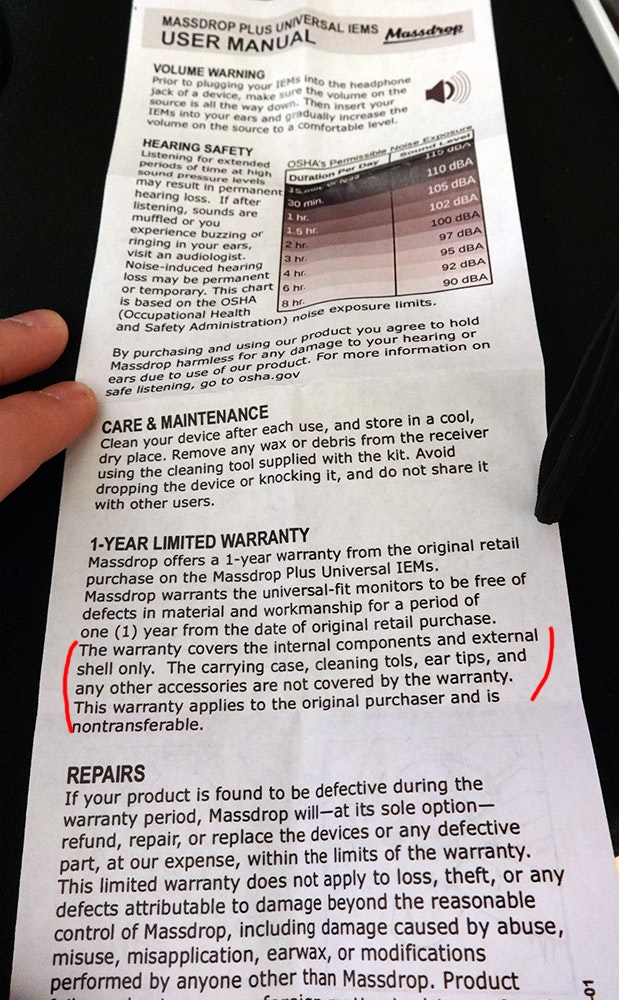 MASSDROP PLUS UNIVERSAL IEMS
USER MANUAL
Massdrop
VOLUME WARNING
Prior to plugging your IEMs into the headphone
jack of a device, make sure the volume on the
source is all the way down. Then insert your
IEMs into your ears and gradually increase the
volume on the source to a comfortable level.
HEARING SAFETY
Listening for extended
periods of time at high
sound pressure levels
may result in permanent
hearing loss. If after
listening, sounds are
muffled or you
experience buzzing or
ringing in your ears,
visit an audiologist.
Noise-induced hearing
loss may be permanent
or temporary. This chart
is based on the OSHA
(Occupational Health
and Safety Administration) noise exposure limits.
OSHA's Permissible Noise Exposure
Duration Per Day Sound Level
15 min. or less 115 dBA
30 min. 110 dBA
1 hr. 105 dBA
1.5 hr. 102 dBA
2 hr. 100 dBA
3 hr. 97 dBA
4 hr. 95 dBA
6 hr. 92 dBA
8 hr. 90 dBA
By purchasing and using our product you agree to hold
Massdrop harmless for any damage to your hearing or
ears due to use of our product. For more information on
safe listening, go to osha.gov
CARE & MAINTENANCE
Clean your device after each use, and store in a cool,
dry place. Remove any wax or debris from the receiver
using the cleaning tool supplied with the kit. Avoid
dropping the device or knocking it, and do not share it
with other users.
1-YEAR LIMITED WARRANTY
Massdrop offers a 1-year warranty from the original retail
purchase on the Massdrop Plus Universal IEMs.
Massdrop warrants the universal-fit monitors to be free of
defects in material and workmanship for a period of
one (1) year from the date of original retail purchase.
The warranty covers the internal components and external
shell only. The carrying case, cleaning tols, ear tips, and
any other accessories are not covered by the warranty.
This warranty applies to the original purchaser and is
nontransferable.
REPAIRS
If your product is found to be defective during the
warranty period, Massdrop will—at its sole option—
refund, repair, or replace the devices or any defective
part, at our expense, within the limits of the warranty.
This limited warranty does not apply to loss, theft, or any
defects attributable to damage beyond the reasonable
control of Massdrop, including damage caused by abuse,
misuse, misapplication, earwax, or modifications
performed by anyone other than Massdrop. Product
01